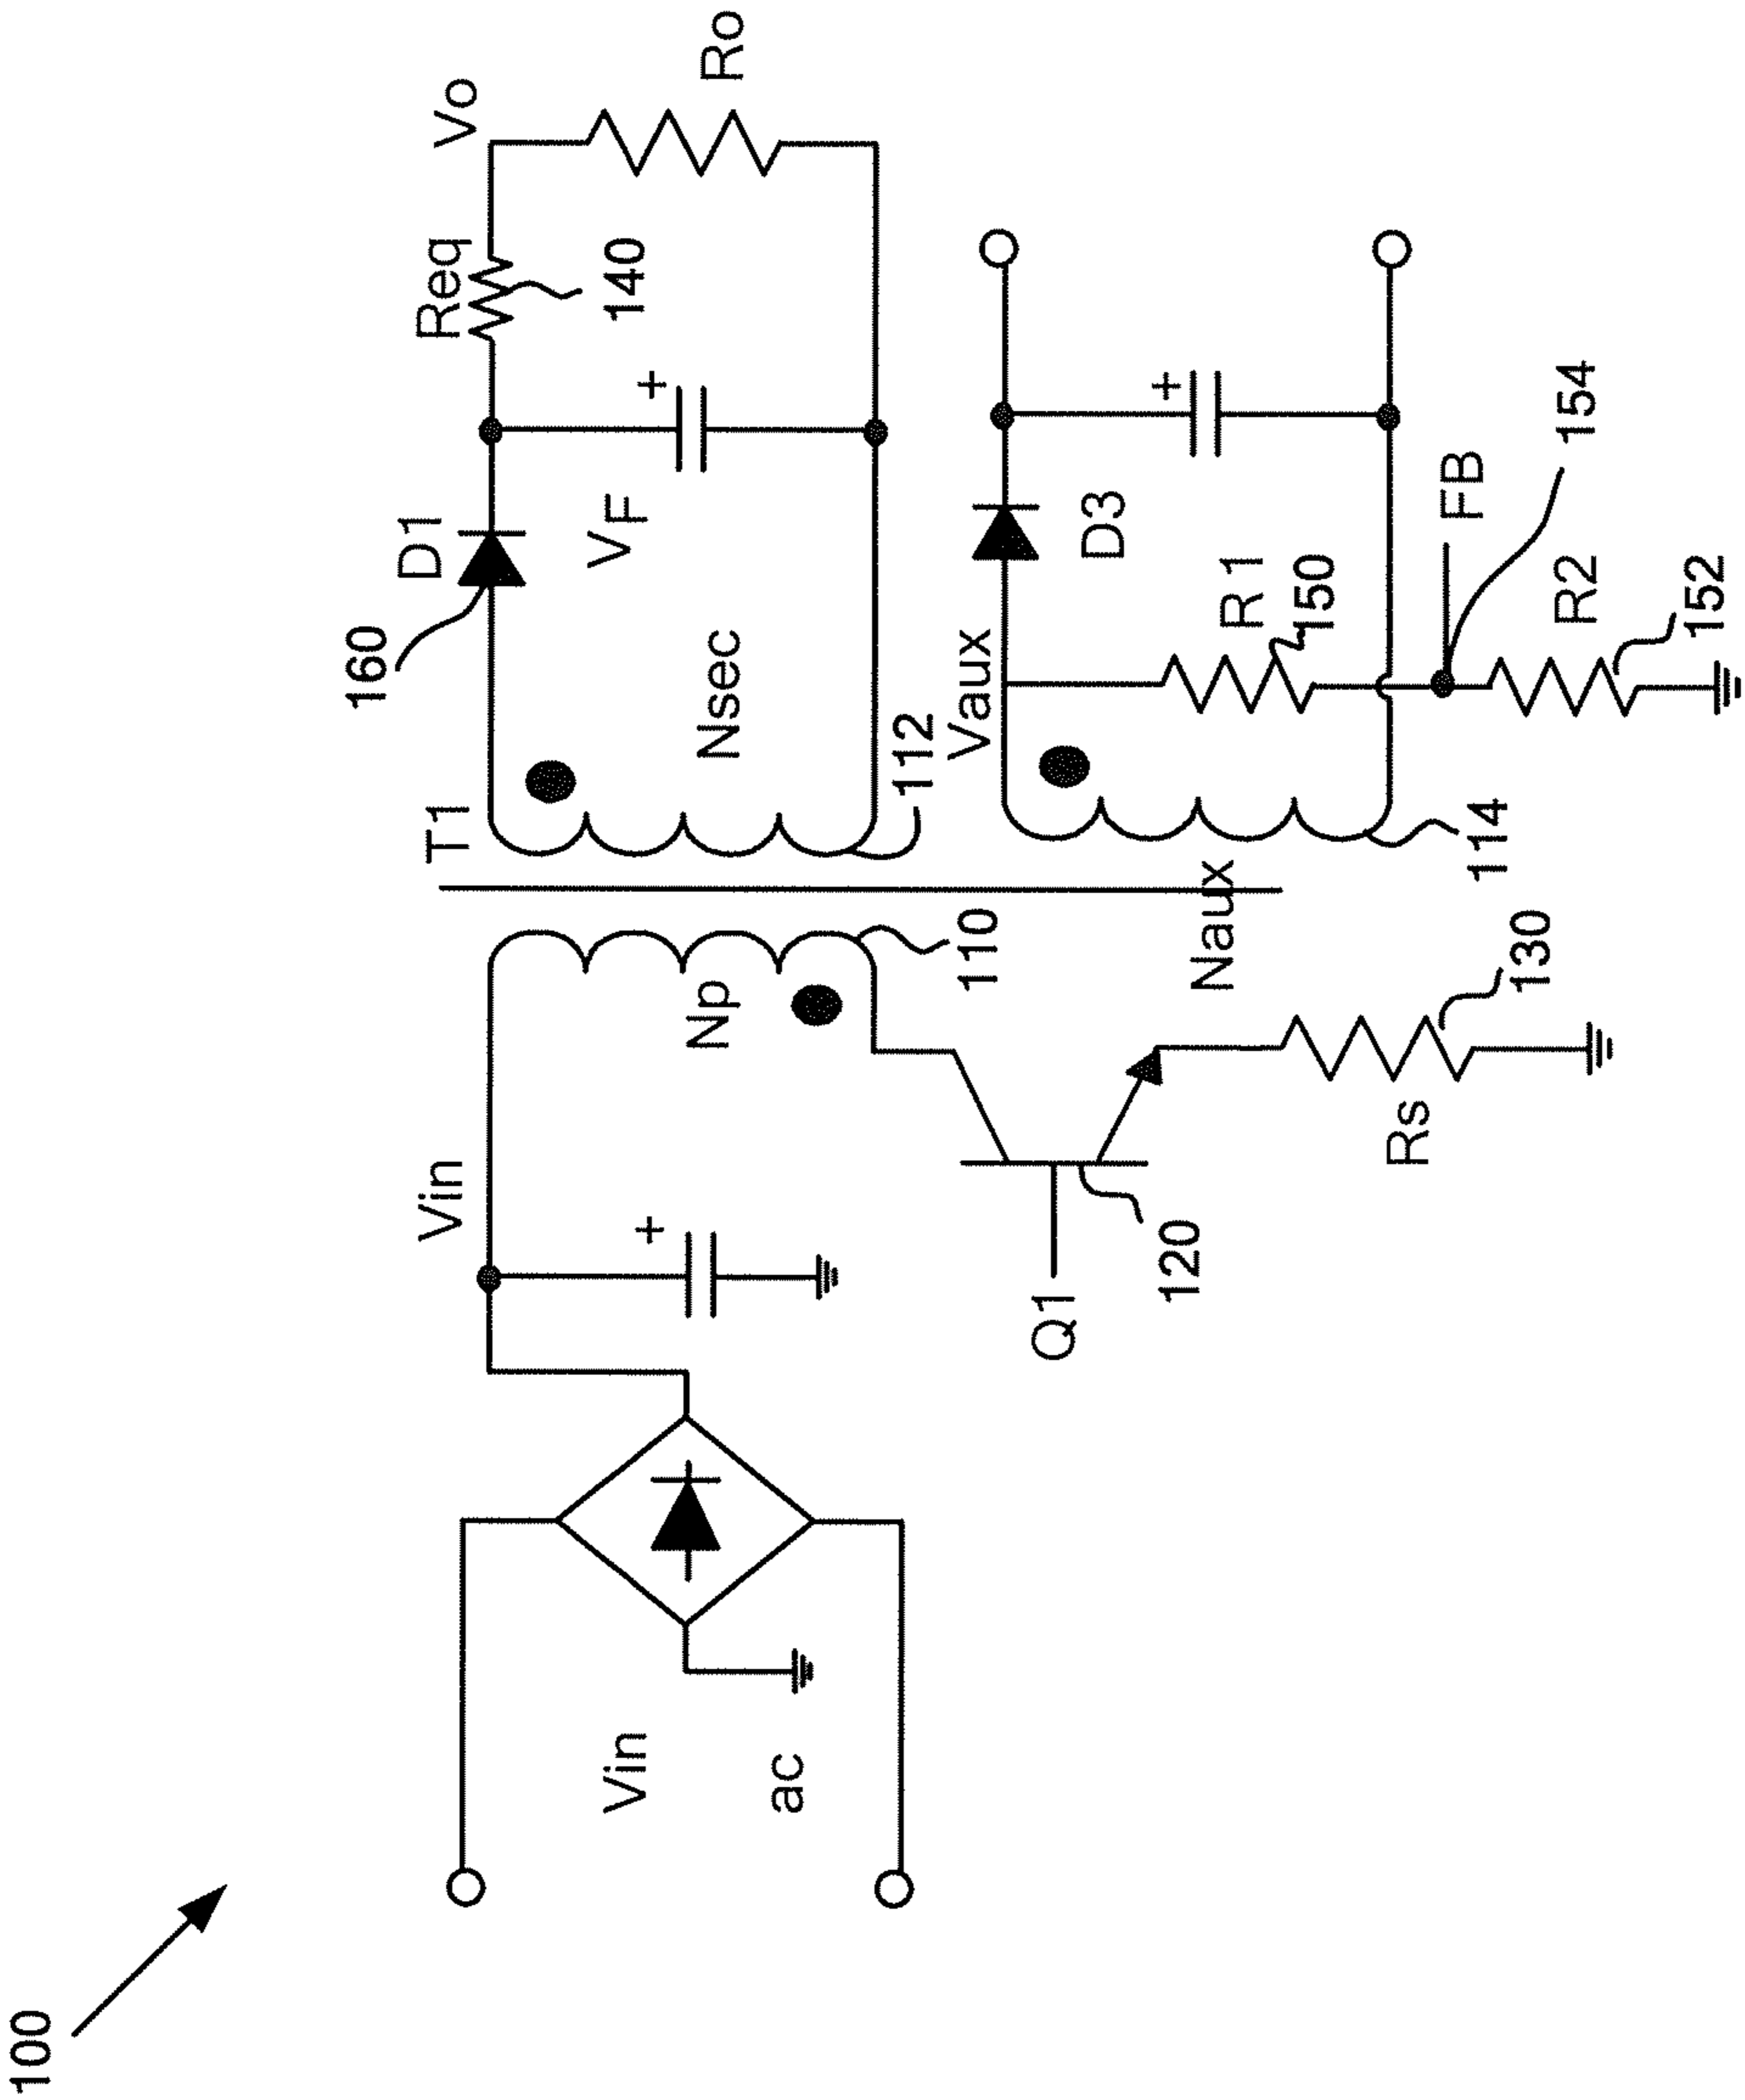 100
Vin
ac
Vin
Np
110
Q1
120
Rs
130
T1
160
D1
VF
Nsec
112
Req
140
Vo
Ro
Naux
114
Vaux
D3
R1
150
FB
154
R2
152
+
+
+